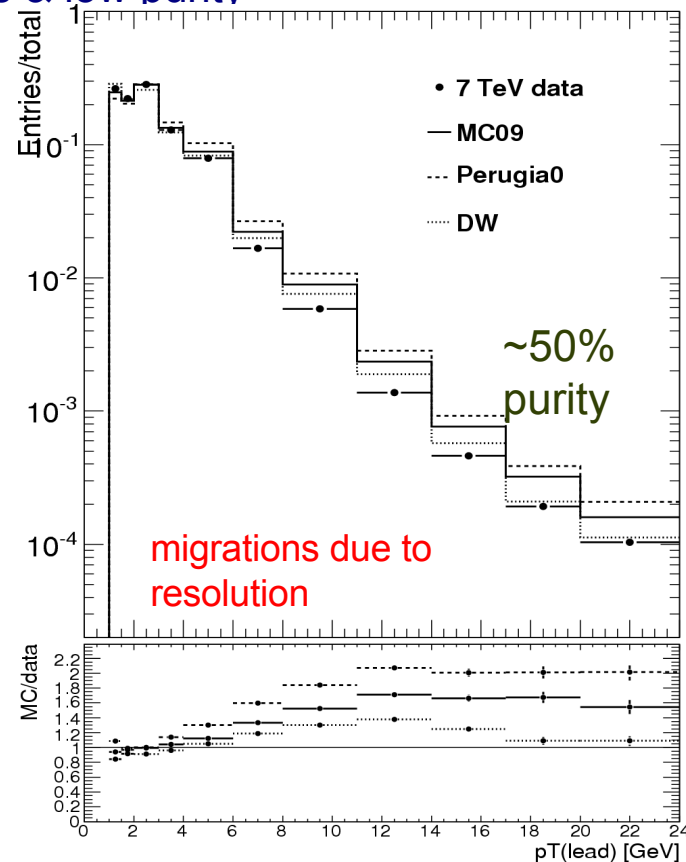 & low purity
Entries/total
1
10-1
10-2
10-3
10-4
7 TeV data
MC09
Perugia0
DW
~50%
purity
migrations due to
resolution
MC/data
2.2
2
1.8
1.6
1.4
1.2
1
0.8
0.6
0.4
0.2
0
0 2 4 6 8 10 12 14 16 18 20 22 24
pT(lead) [GeV]